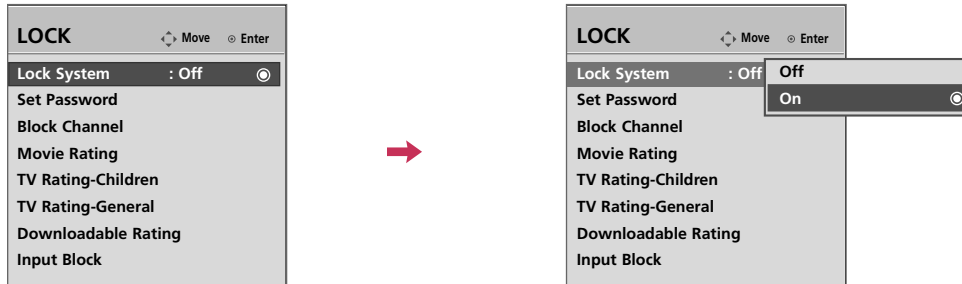 LOCK Move Enter
Lock System : Off
Set Password
Block Channel
Movie Rating
TV Rating-Children
TV Rating-General
Downloadable Rating
Input Block
LOCK Move Enter
Lock System : Off
Off
On
Set Password
Block Channel
Movie Rating
TV Rating-Children
TV Rating-General
Downloadable Rating
Input Block